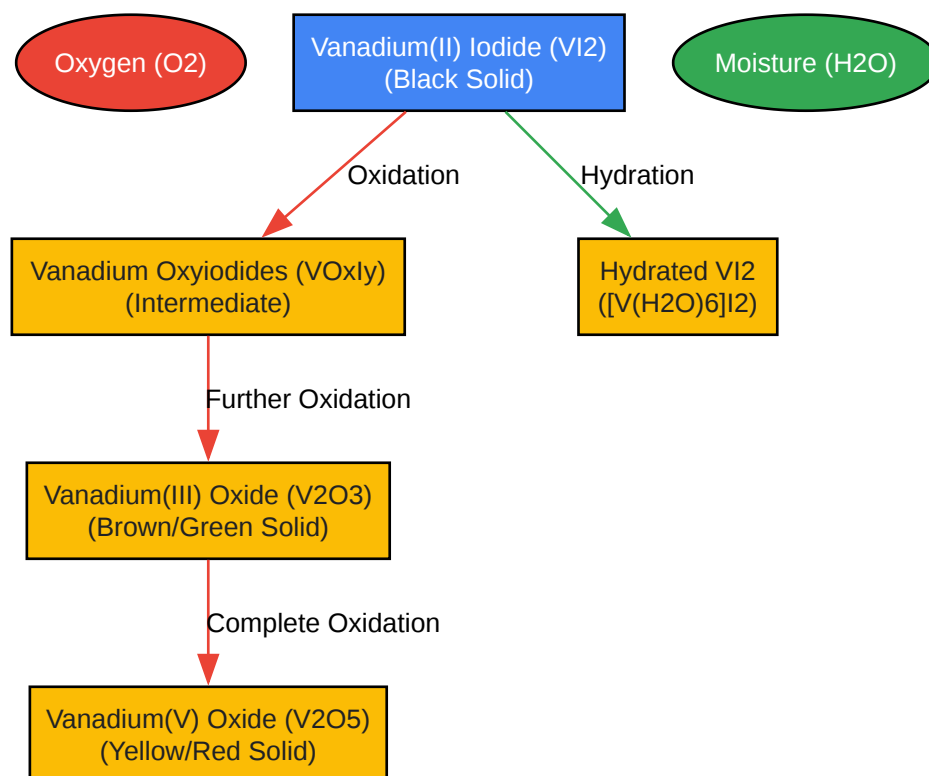 Oxygen (O2)
Vanadium(II) Iodide (VI2)
(Black Solid)
Moisture (H2O)
Oxidation
Hydration
Vanadium Oxyiodides (VOxIy)
(Intermediate)
Hydrated VI2
([V(H2O)6]I2)
Further Oxidation
Vanadium(III) Oxide (V2O3)
(Brown/Green Solid)
Complete Oxidation
Vanadium(V) Oxide (V2O5)
(Yellow/Red Solid)